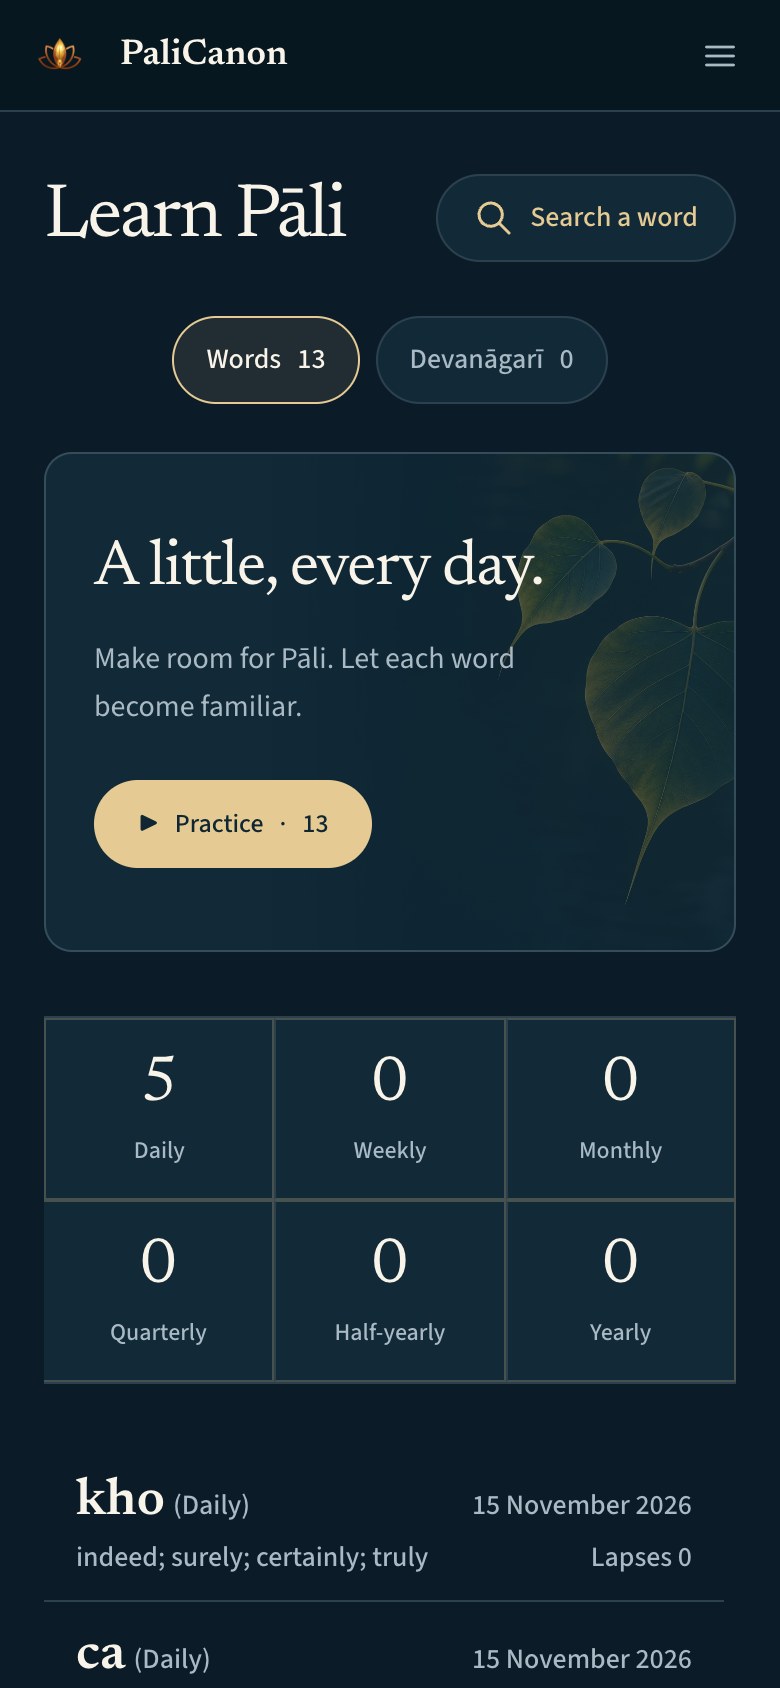 PaliCanon
Learn Pāli
Search a word
Words 13
Devanāgarī 0
A little, every day.
Make room for Pāli. Let each word
become familiar.
Practice · 13
5 0 0
Daily Weekly Monthly
0 0 0
Quarterly Half-yearly Yearly
kho (Daily) 15 November 2026
indeed; surely; certainly; truly Lapses 0
ca (Daily) 15 November 2026